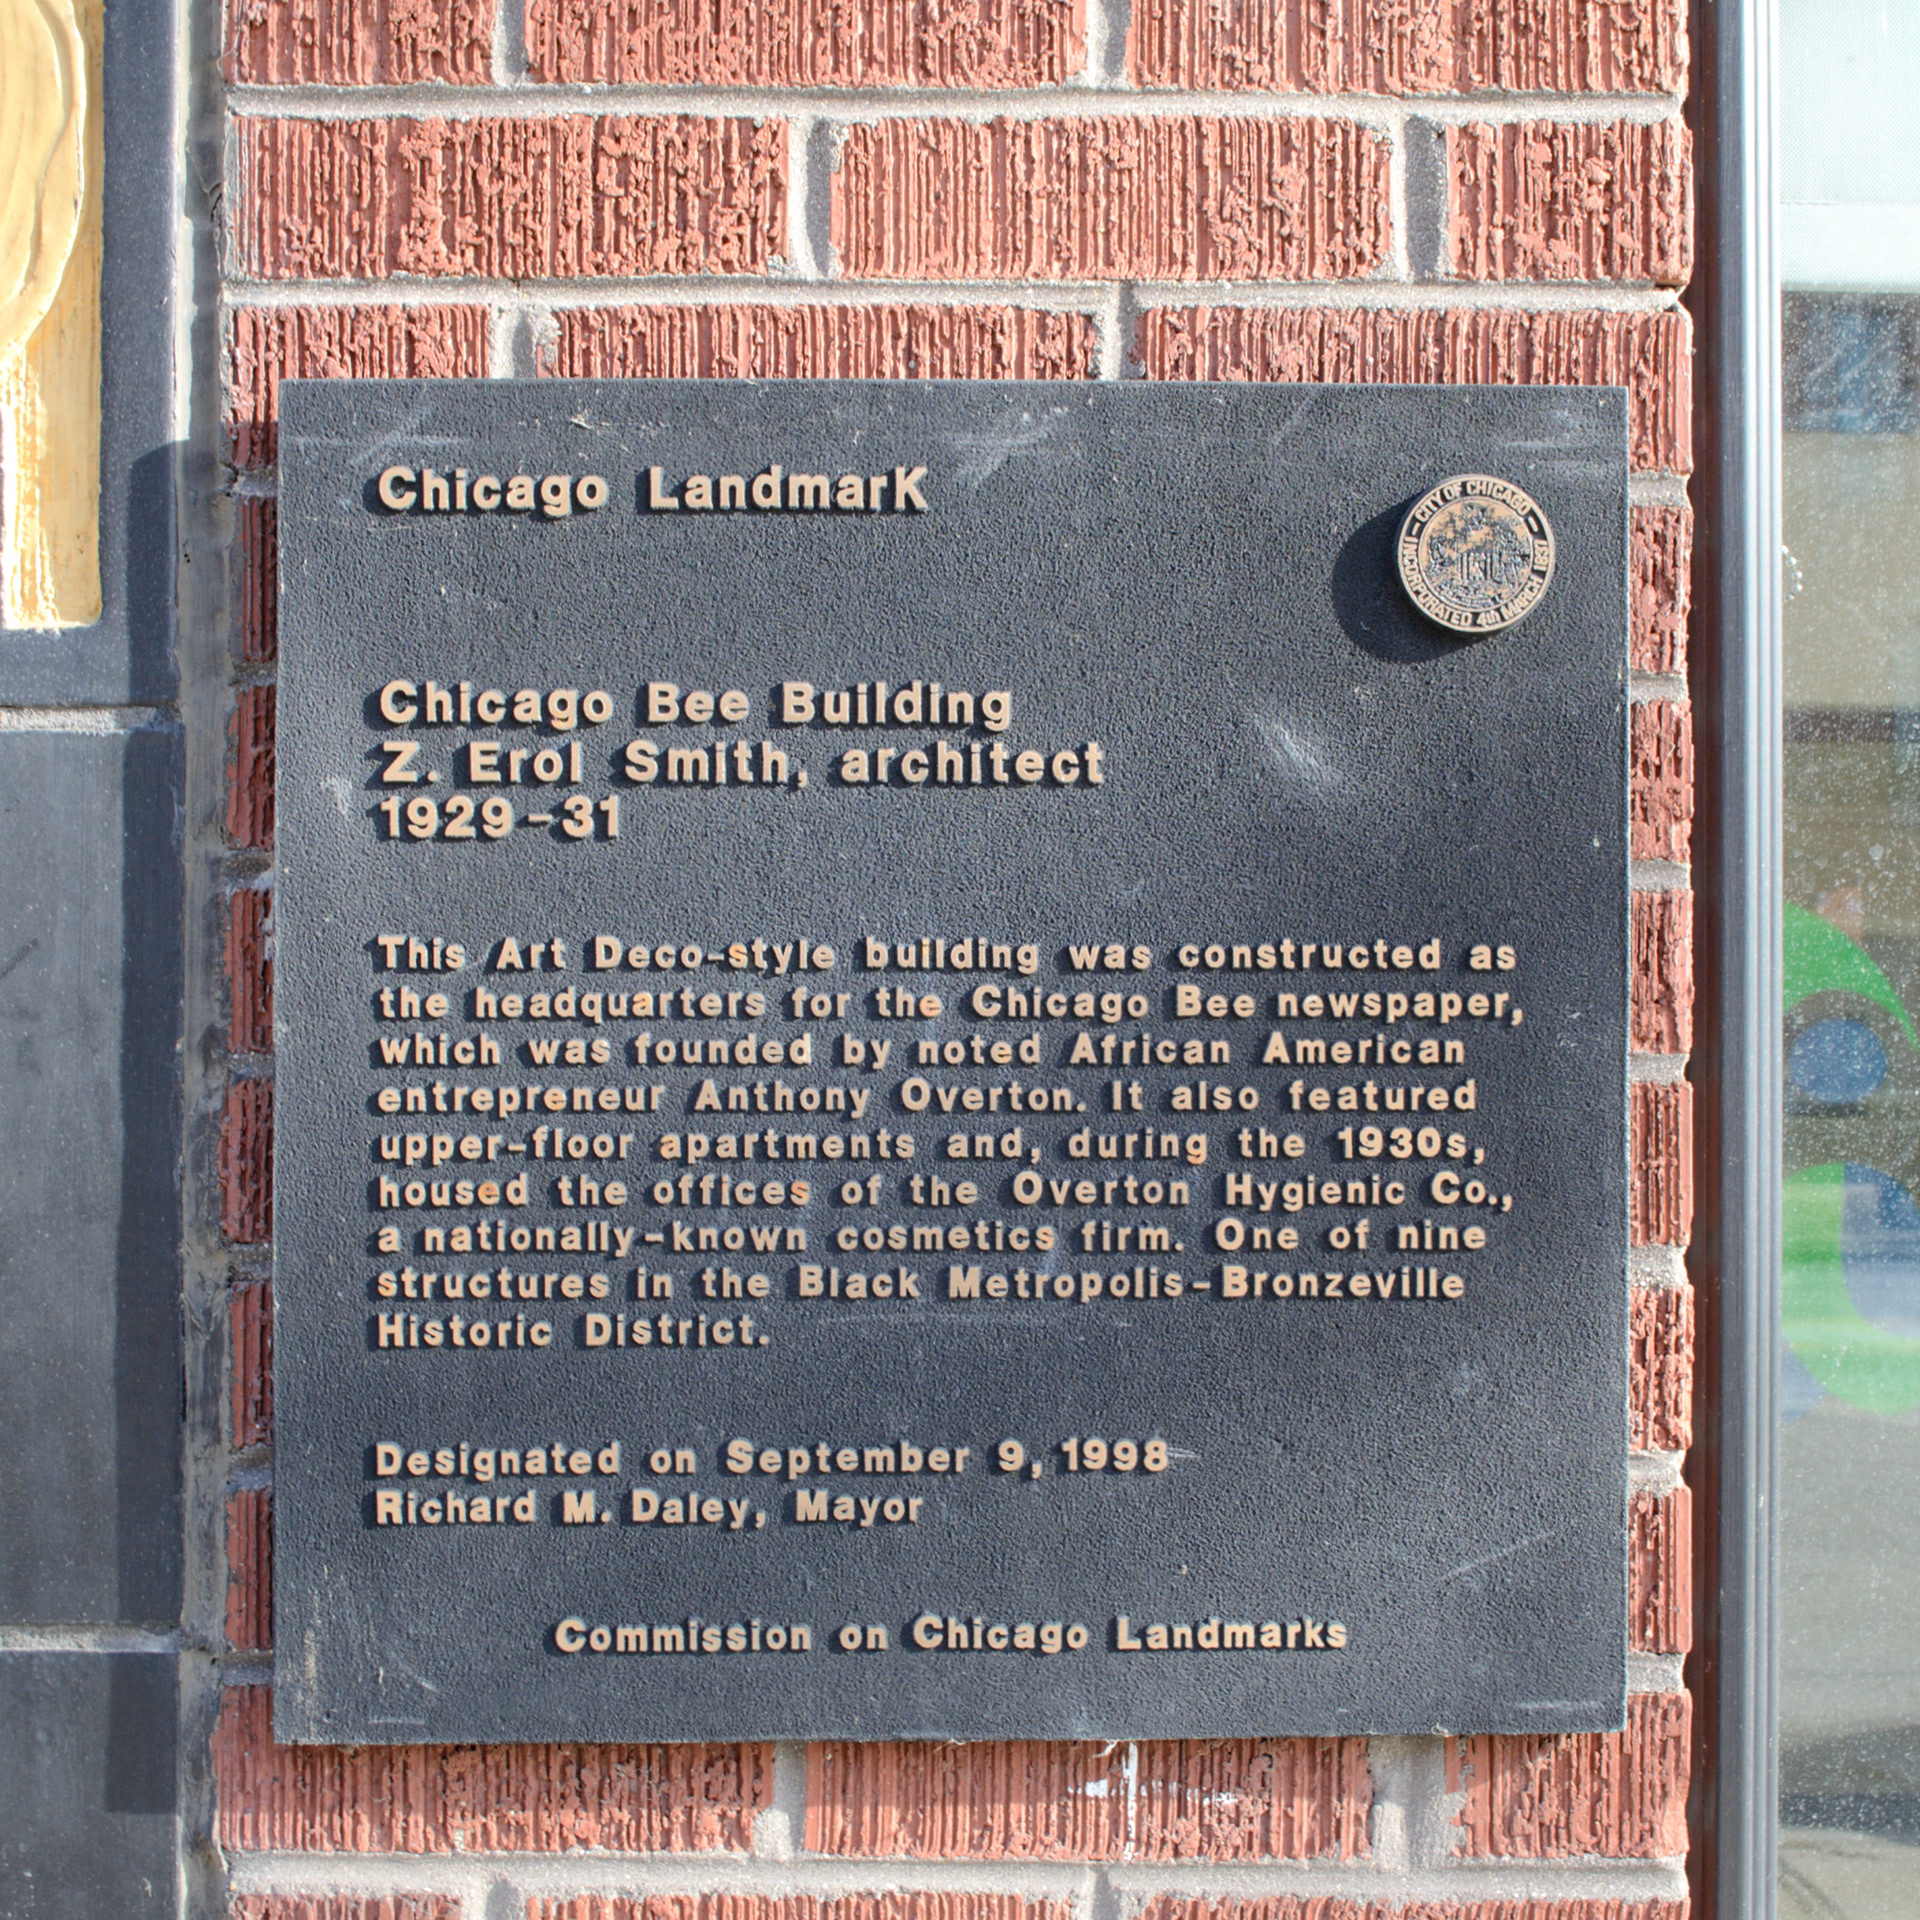 Chicago LandmarK
CITY OF CHICAGO
INCORPORATED 4th MARCH 1837
Chicago Bee Building
Z. Erol Smith, architect
1929-31
This Art Deco-style building was constructed as
the headquarters for the Chicago Bee newspaper,
which was founded by noted African American
entrepreneur Anthony Overton. It also featured
upper-floor apartments and, during the 1930s,
housed the offices of the Overton Hygienic Co.,
a nationally-known cosmetics firm. One of nine
structures in the Black Metropolis-Bronzeville
Historic District.
Designated on September 9, 1998
Richard M. Daley, Mayor
Commission on Chicago Landmarks